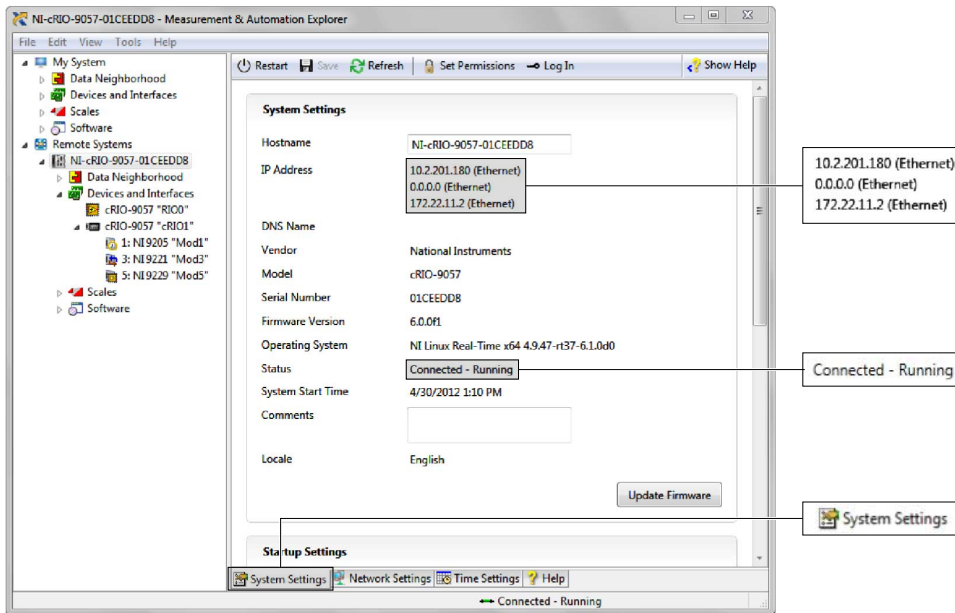 NI-cRIO-9057-01CEEDD8 - Measurement & Automation Explorer
File Edit View Tools Help
My System
Data Neighborhood
Devices and Interfaces
Scales
Software
Remote Systems
NI-cRIO-9057-01CEEDD8
Data Neighborhood
Devices and Interfaces
cRIO-9057 "RIO0"
cRIO-9057 "cRIO1"
1: NI 9205 "Mod1"
3: NI 9221 "Mod3"
5: NI 9229 "Mod5"
Scales
Software
Restart Save Refresh Set Permissions Log In Show Help
System Settings
Hostname NI-cRIO-9057-01CEEDD8
IP Address 10.2.201.180 (Ethernet)
0.0.0.0 (Ethernet)
172.22.11.2 (Ethernet)
DNS Name
Vendor National Instruments
Model cRIO-9057
Serial Number 01CEEDD8
Firmware Version 6.0.0f1
Operating System NI Linux Real-Time x64 4.9.47-rt37-6.1.0d0
Status Connected - Running
System Start Time 4/30/2012 1:10 PM
Comments
Locale English
Update Firmware
Startup Settings
System Settings Network Settings Time Settings Help
Connected - Running
10.2.201.180 (Ethernet)
0.0.0.0 (Ethernet)
172.22.11.2 (Ethernet)
Connected - Running
System Settings